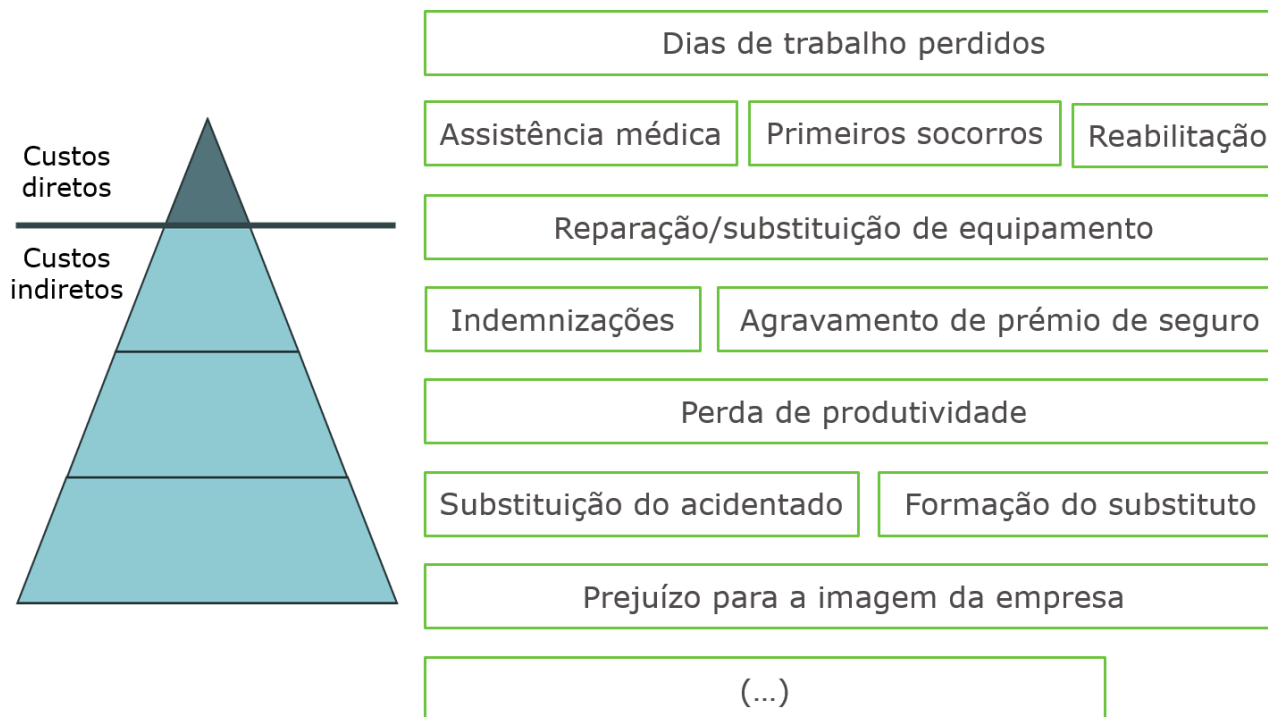 Dias de trabalho perdidos
Assistência médica
Primeiros socorros
Reabilitação
Custos
diretos
Reparação/substituição de equipamento
Custos
indiretos
Indemnizações
Agravamento de prémio de seguro
Perda de produtividade
Substituição do acidentado
Formação do substituto
Prejuízo para a imagem da empresa
(...)